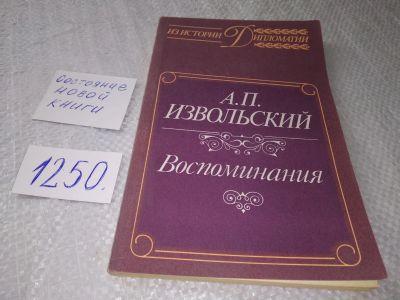 Состояние
новой
книги
1250.
ИЗ ИСТОРИИ ДИПЛОМАТИИ
А.П.
ИЗВОЛЬСКИЙ
Воспоминания